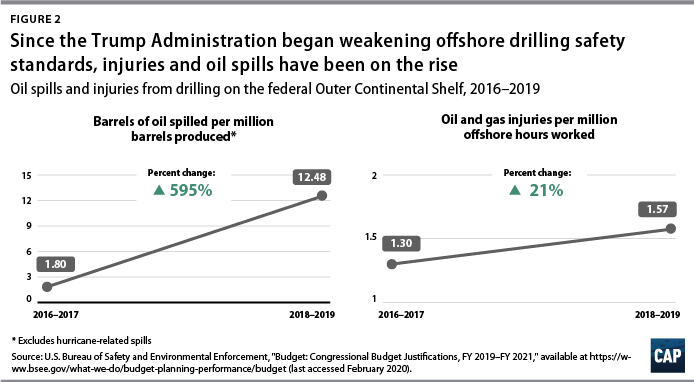 FIGURE 2
Since the Trump Administration began weakening offshore drilling safety
standards, injuries and oil spills have been on the rise
Oil spills and injuries from drilling on the federal Outer Continental Shelf, 2016–2019
Barrels of oil spilled per million
barrels produced*
15
12
9
6
3
0
Percent change:
▲ 595%
1.80
12.48
2016–2017
2018–2019
Oil and gas injuries per million
offshore hours worked
2
1.5
1
Percent change:
▲ 21%
1.30
1.57
2016–2017
2018–2019
* Excludes hurricane-related spills
Source: U.S. Bureau of Safety and Environmental Enforcement, "Budget: Congressional Budget Justifications, FY 2019–FY 2021," available at https://w-
ww.bsee.gov/what-we-do/budget-planning-performance/budget (last accessed February 2020).
CAP